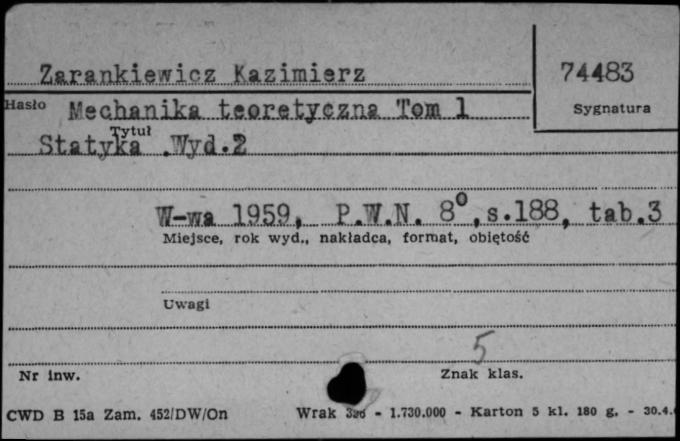 Zarankiewicz Kazimierz 74483
Hasło Mechanika teoretyczna Tom 1 Sygnatura
Tytuł
Statyka .Wyd.2
W-wa 1959, P.W.N. 8°,s.188, tab.3
Miejsce, rok wyd., nakładca, format, obiętość
Uwagi
5
Nr inw. Znak klas.
CWD B 15a Zam. 452/DW/On Wrak 326 - 1.730.000 - Karton 5 kl. 180 g. - 30.4.